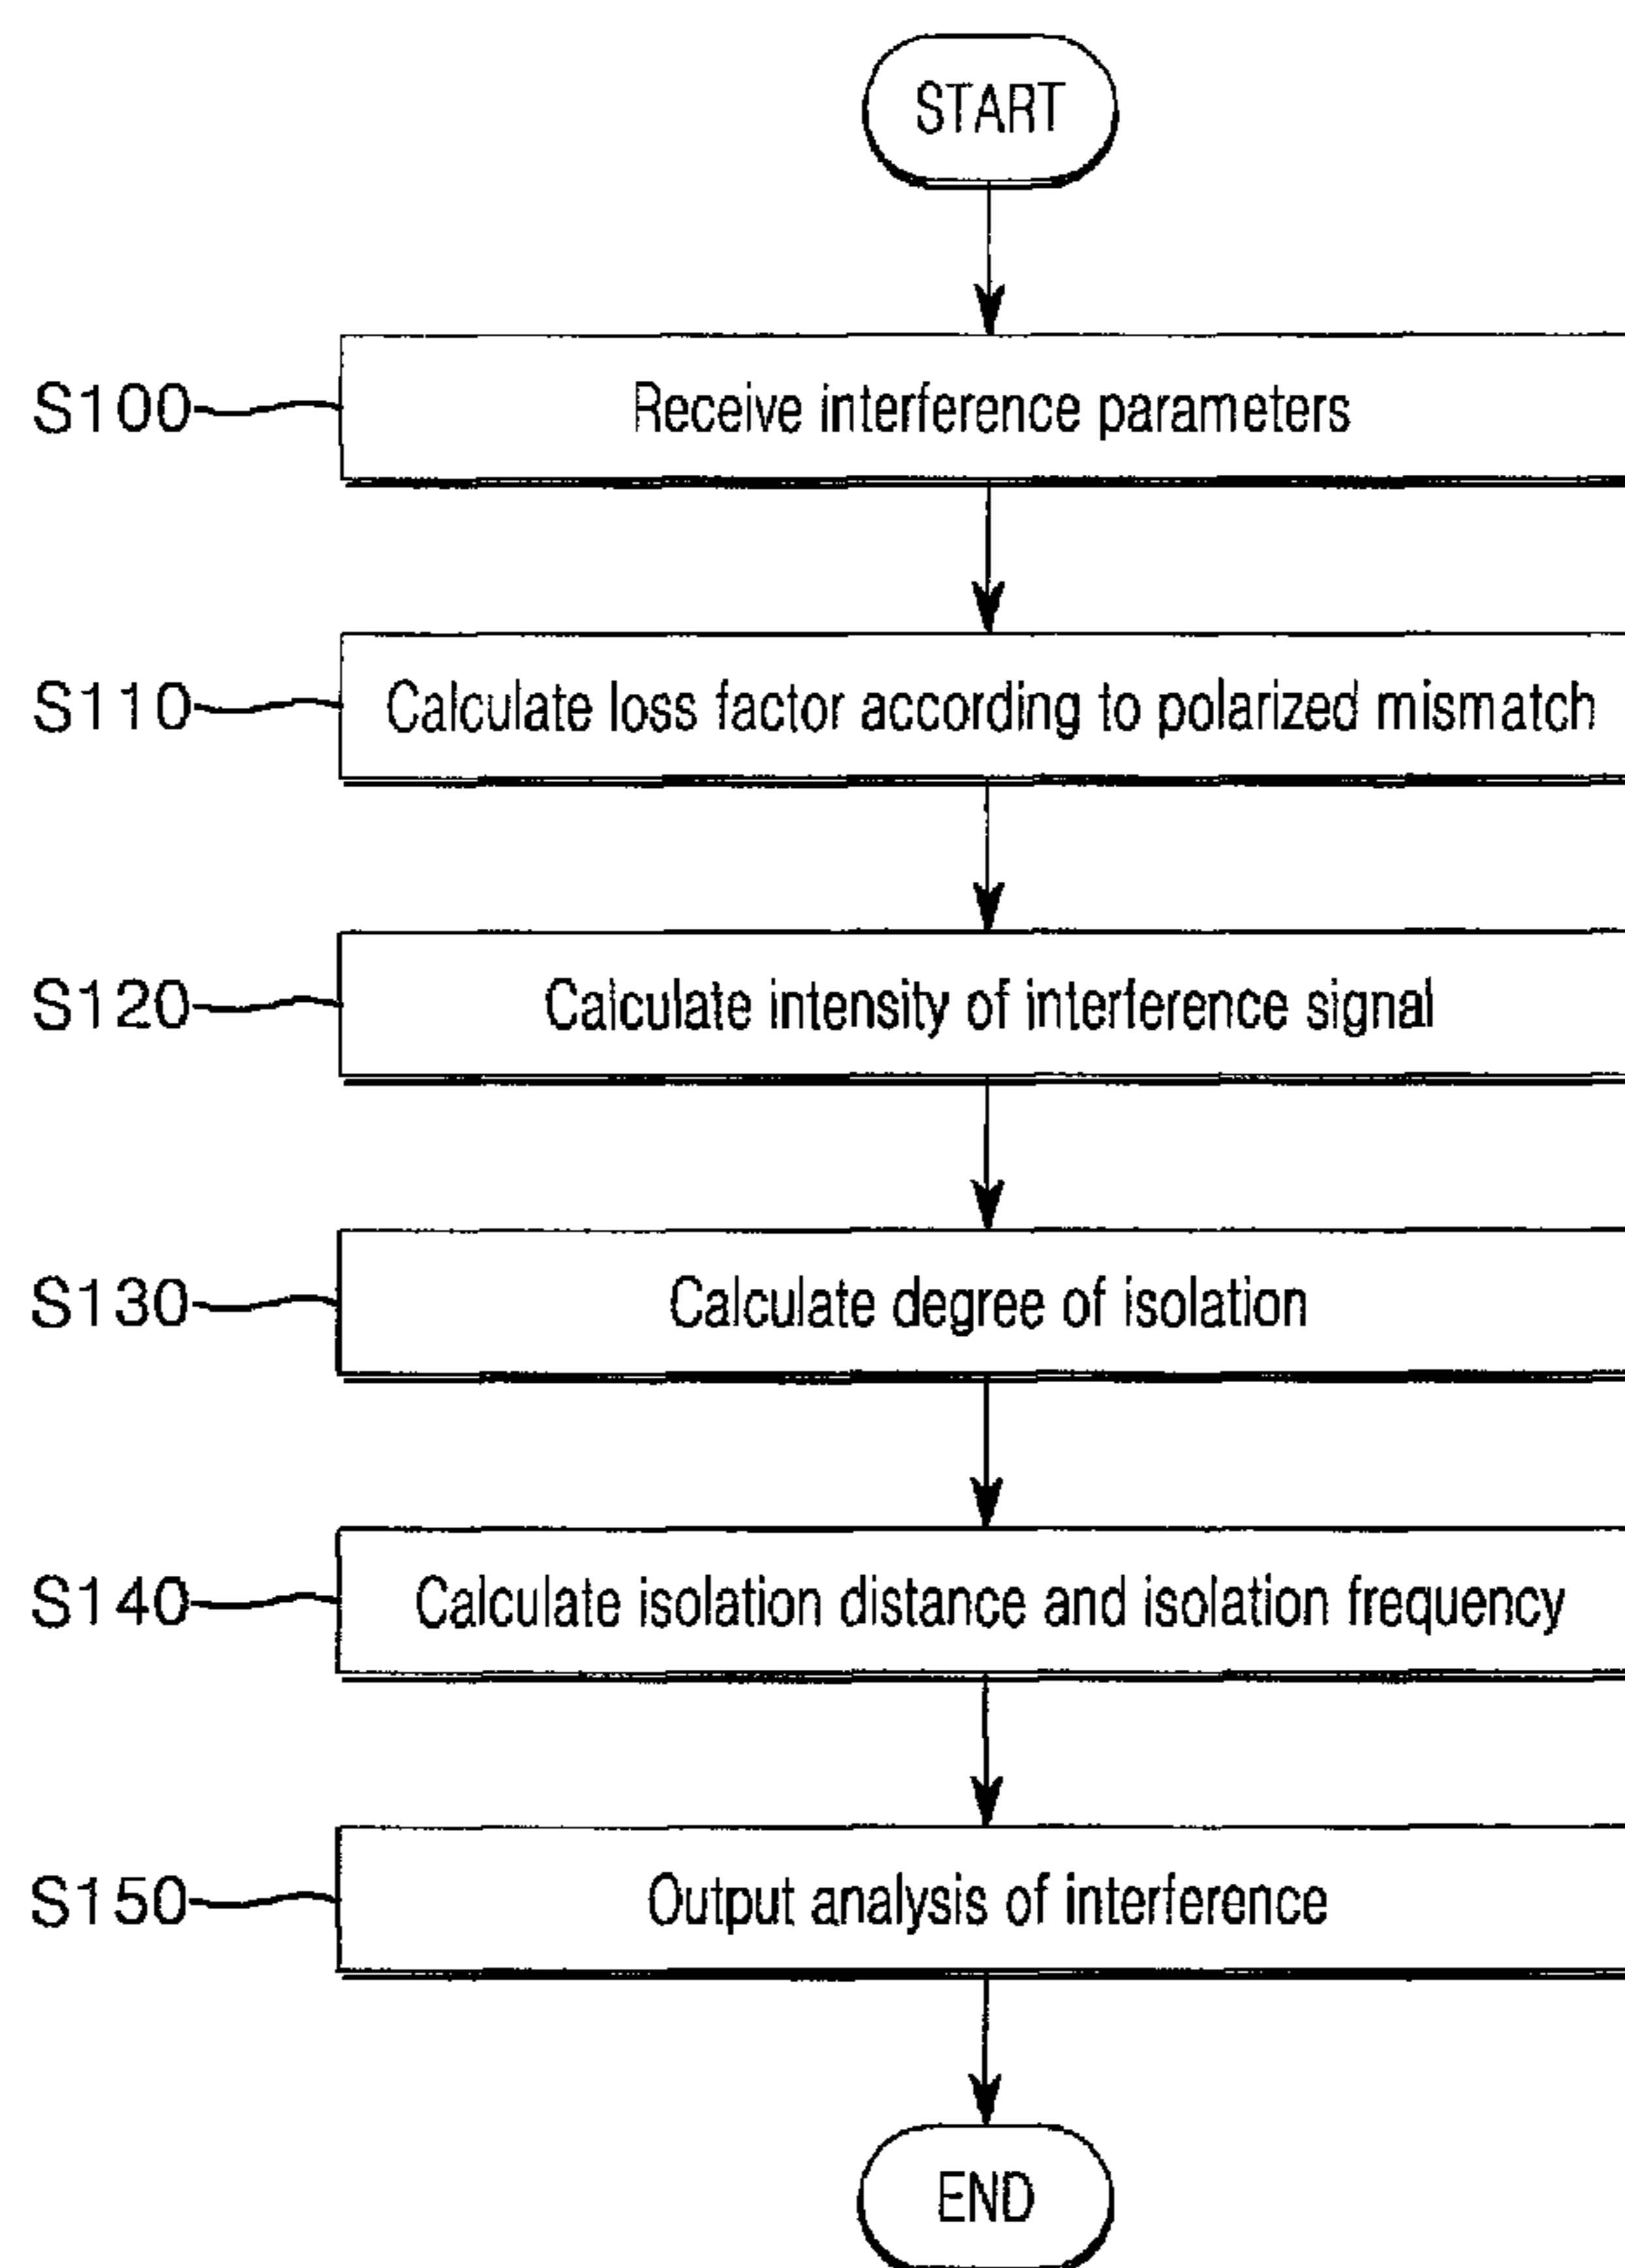 START
S100 Receive interference parameters
S110 Calculate loss factor according to polarized mismatch
S120 Calculate intensity of interference signal
S130 Calculate degree of isolation
S140 Calculate isolation distance and isolation frequency
S150 Output analysis of interference
END